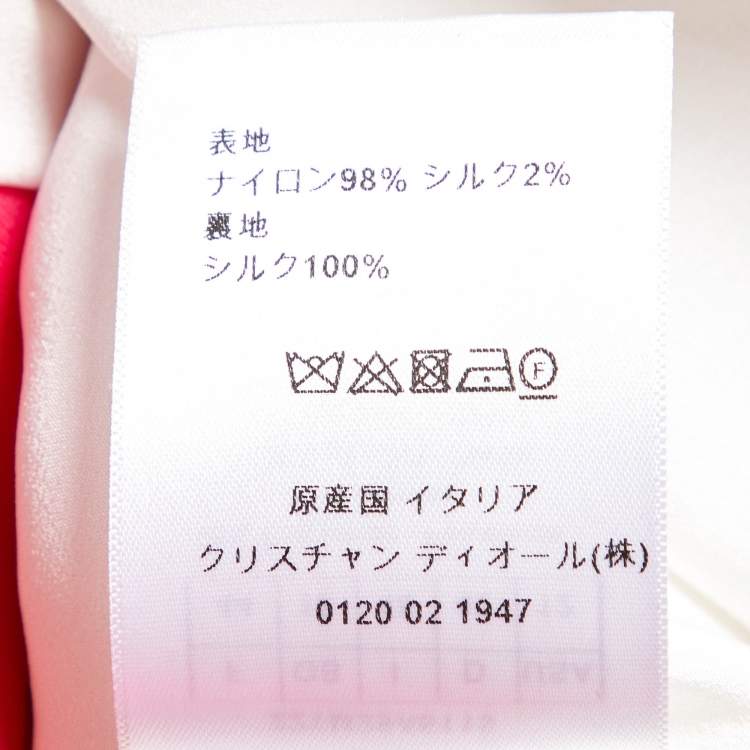 表地
ナイロン98% シルク2%
裏地
シルク100%
F
原産国 イタリア
クリスチャン ディオール(株)
0120 02 1947
F GB I D USA